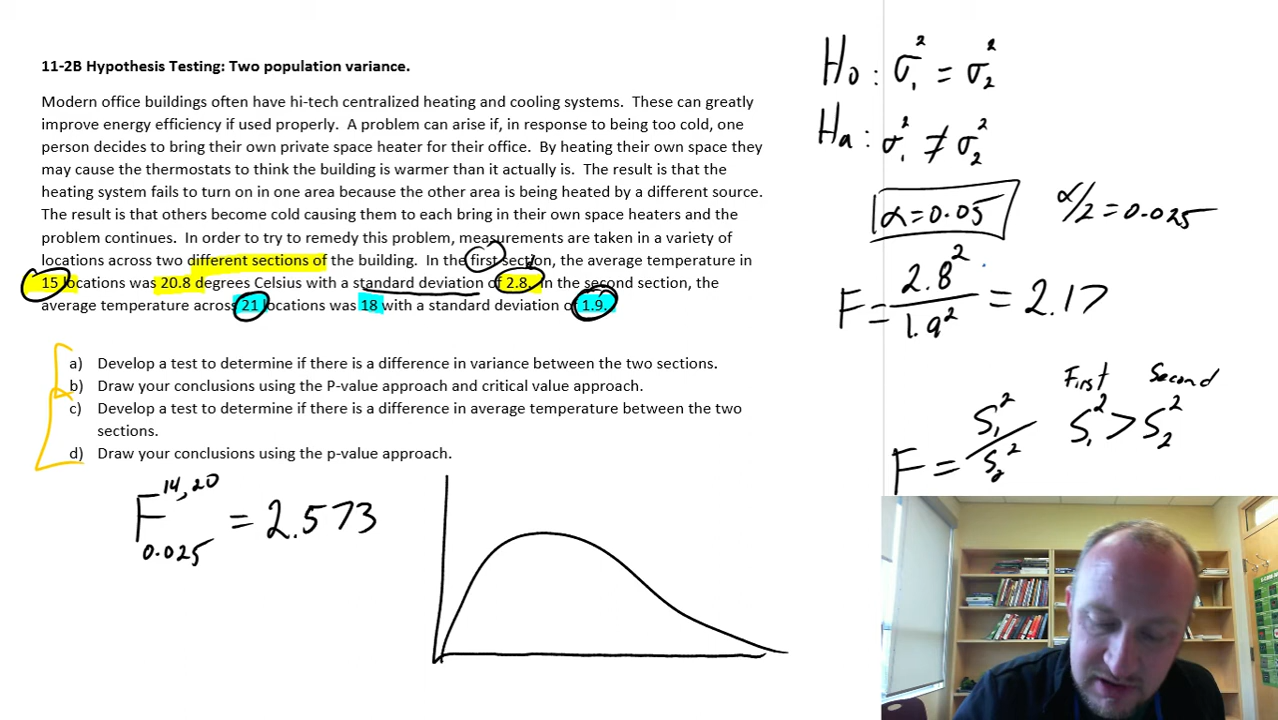 11-2B Hypothesis Testing: Two population variance.
Modern office buildings often have hi-tech centralized heating and cooling systems. These can greatly
improve energy efficiency if used properly. A problem can arise if, in response to being too cold, one
person decides to bring their own private space heater for their office. By heating their own space they
may cause the thermostats to think the building is warmer than it actually is. The result is that the
heating system fails to turn on in one area because the other area is being heated by a different source.
The result is that others become cold causing them to each bring in their own space heaters and the
problem continues. In order to try to remedy this problem, measurements are taken in a variety of
locations across two different sections of the building. In the first section, the average temperature in
15 locations was 20.8 degrees Celsius with a standard deviation of 2.8. In the second section, the
average temperature across 21 locations was 18 with a standard deviation of 1.9.
a) Develop a test to determine if there is a difference in variance between the two sections.
b) Draw your conclusions using the P-value approach and critical value approach.
c) Develop a test to determine if there is a difference in average temperature between the two
sections.
d) Draw your conclusions using the p-value approach.
F 14,20 0.025 = 2.573
H0 : σ₁² = σ₂²
Ha : σ₁² ≠ σ₂²
α = 0.05 α/2 = 0.025
F = 2.8² / 1.9² = 2.17
First Second
F = S₁² / S₂² S₁² > S₂²